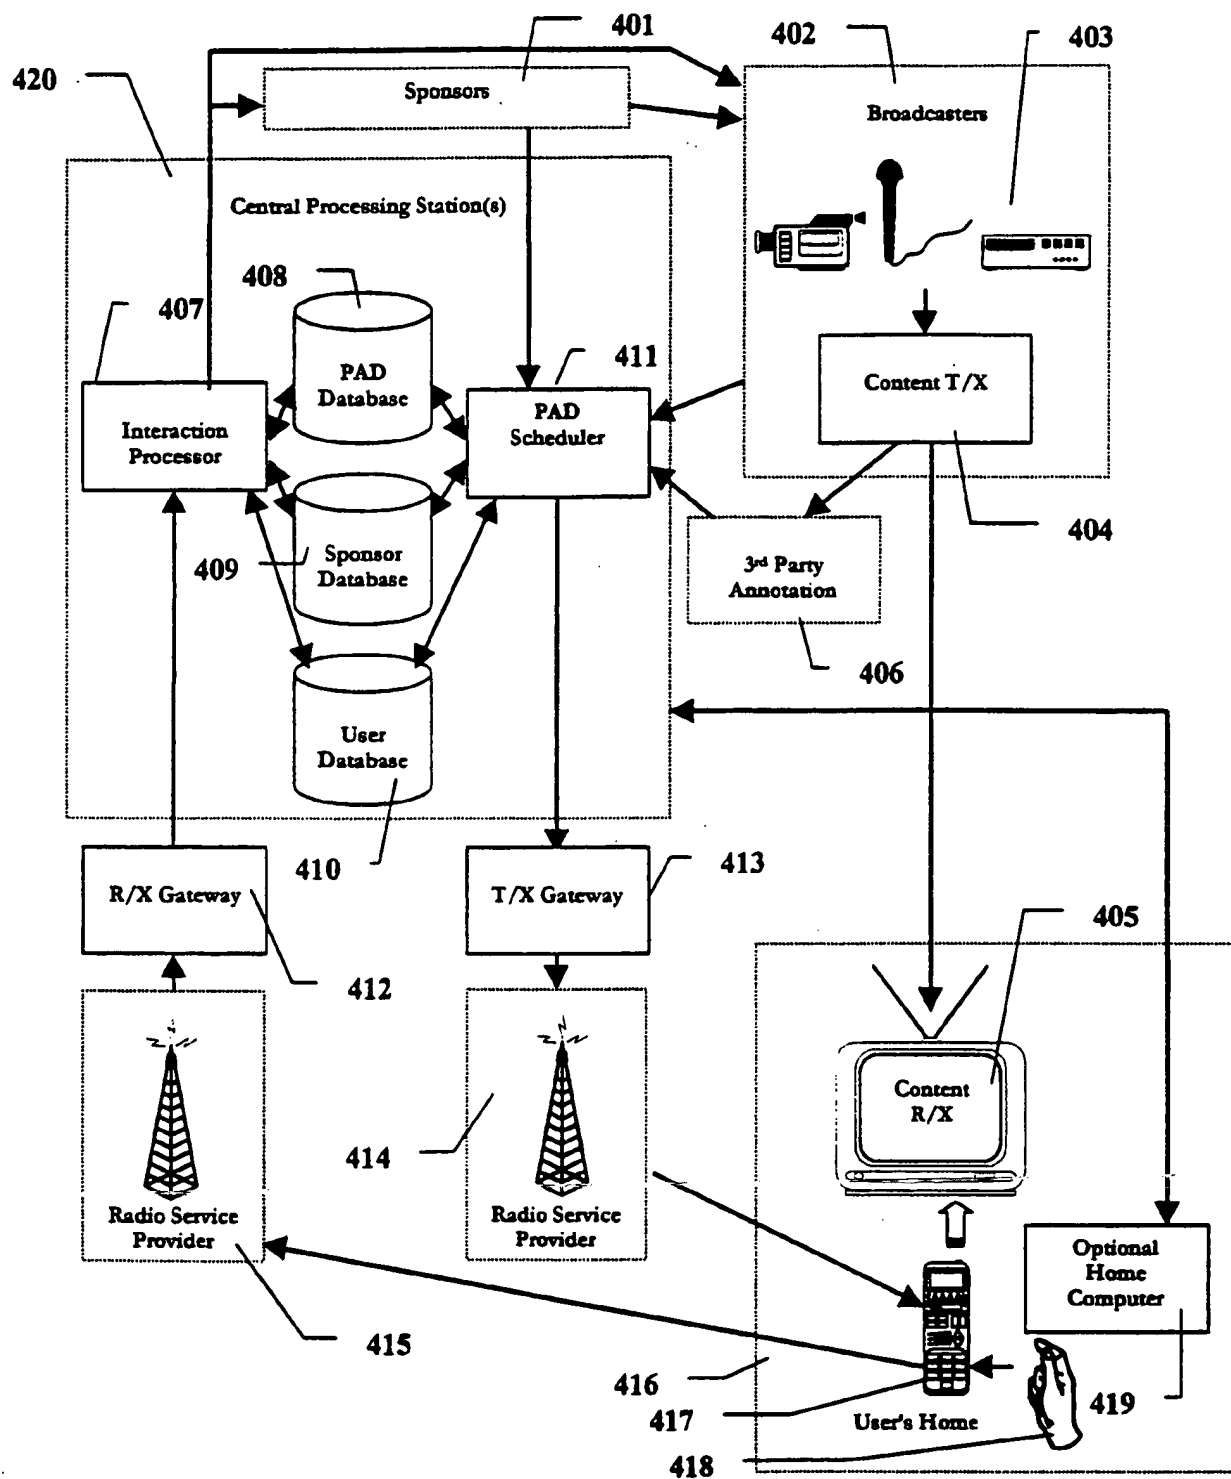 401
402
403
420
Sponsors
Broadcasters
Central Processing Station(s)
408
407
411
PAD
Database
PAD
Scheduler
Content T/X
Interaction
Processor
404
409
Sponsor
Database
3rd Party
Annotation
406
User
Database
410
413
R/X Gateway
T/X Gateway
405
412
Content
R/X
414
Radio Service
Provider
Radio Service
Provider
Optional
Home
Computer
415
416
417
419
User's Home
418